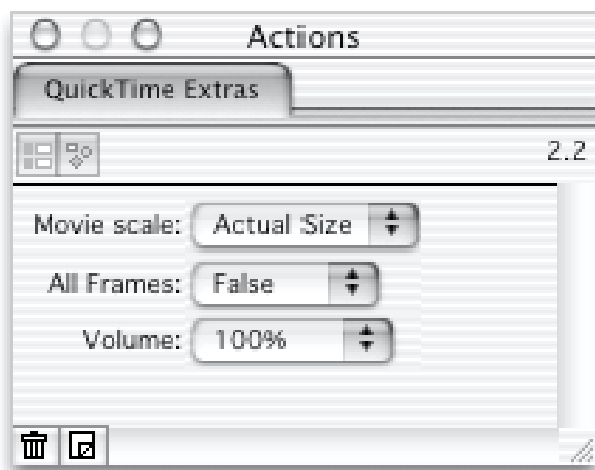 Actions
QuickTime Extras
2.2
Movie scale: Actual Size
All Frames: False
Volume: 100%